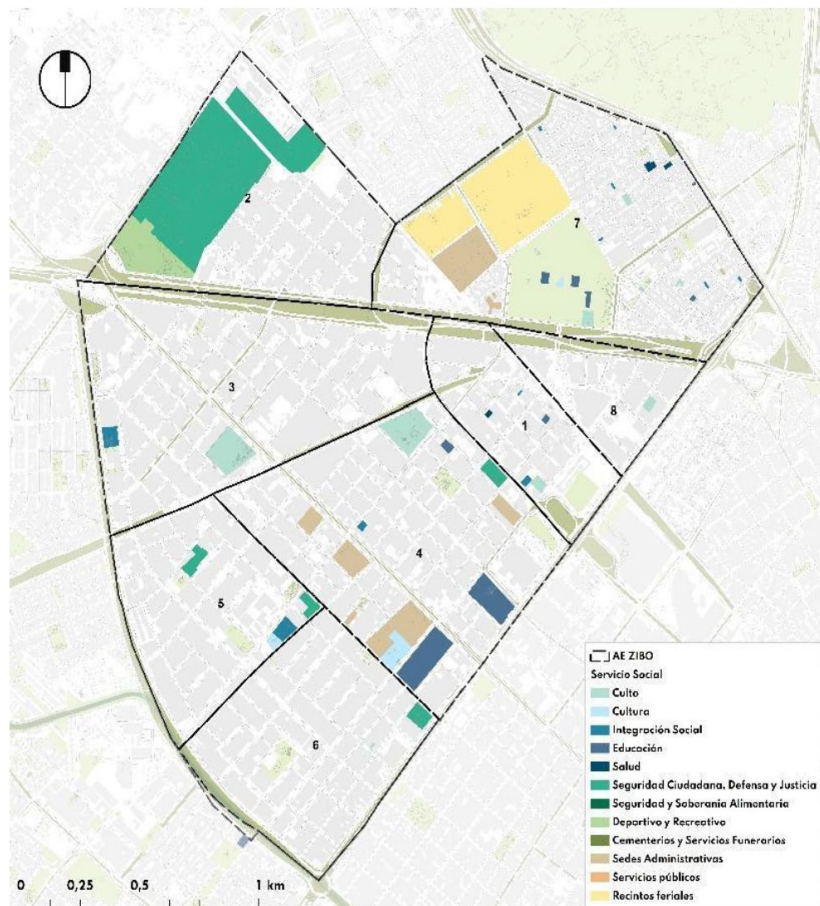 2
7
3
1
8
4
5
6
AE ZIBO
Servicio Social
Culto
Cultura
Integración Social
Educación
Salud
Seguridad Ciudadana, Defensa y Justicia
Seguridad y Soberania Alimentaria
Deportivo y Recreativo
Cementerios y Servicios Funerarios
Sedes Administrativas
Servicios públicos
Recintos feriales
0 0,25 0,5 1 km